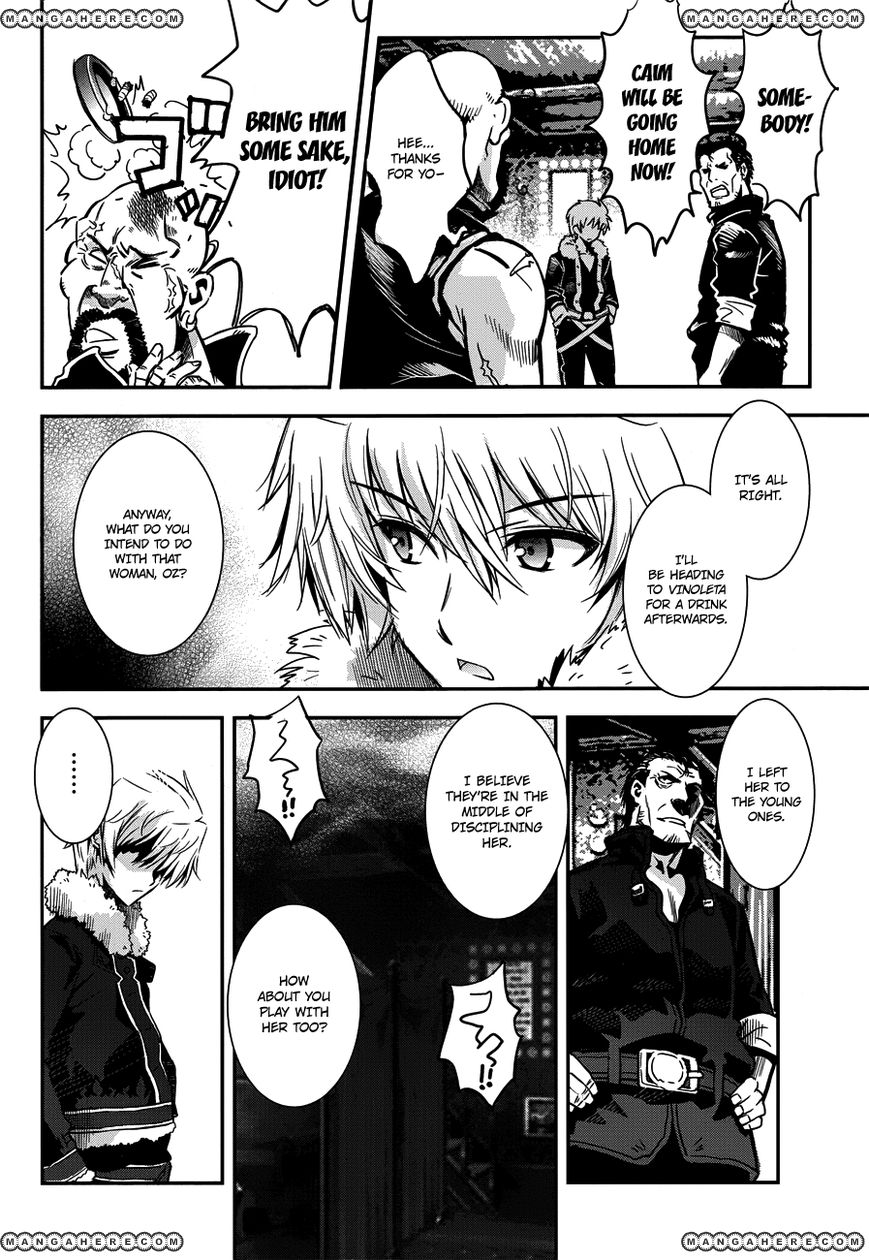 MANGAHERE.COM
MANGAHERE.COM
SOME-
BODY!
CAIM
WILL BE
GOING
HOME
NOW!
HEE...
THANKS
FOR YO-
BRING HIM
SOME SAKE,
IDIOT!
ゴッ
IT'S ALL
RIGHT.
I'LL
BE HEADING
TO VINOLETA
FOR A DRINK
AFTERWARDS.
ANYWAY,
WHAT DO YOU
INTEND TO DO
WITH THAT
WOMAN, OZ?
I LEFT
HER TO
THE YOUNG
ONES.
I BELIEVE
THEY'RE IN THE
MIDDLE OF
DISCIPLINING
HER.
HOW
ABOUT YOU
PLAY WITH
HER TOO?
......
MANGAHERE.COM
MANGAHERE.COM